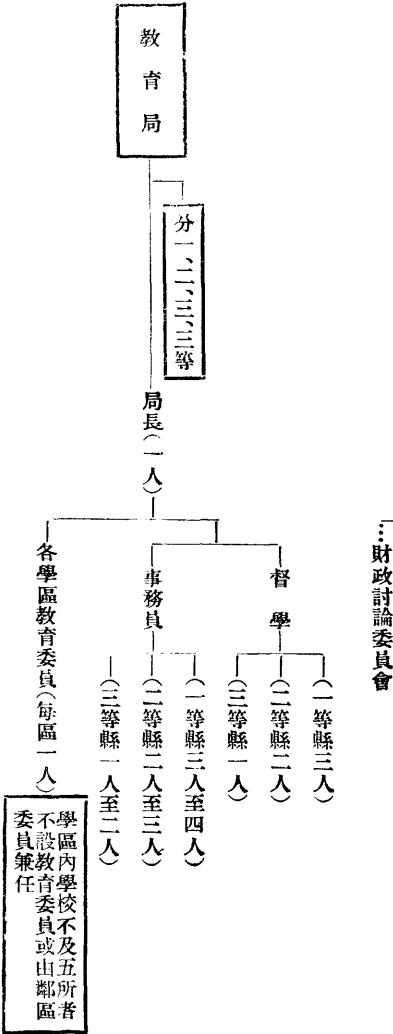 …財政討論委員會
教育局
分一、二、三、三等
局長(一人)
督學
(一等縣三人)
(二等縣二人)
(三等縣一人)
事務員
(一等縣三人至四人)
(二等縣二人至三人)
(三等縣一人至二人)
各學區教育委員(每區一人)
學區內學校不及五所者
不設教育委員或由鄰區
委員兼任